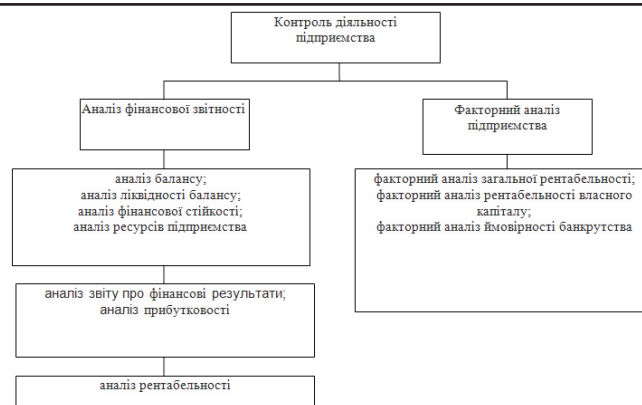 Контроль діяльності
підприємства
Аналіз фінансової звітності
Факторний аналіз
підприємства
аналіз балансу;
аналіз ліквідності балансу;
аналіз фінансової стійкості;
аналіз ресурсів підприємства
факторний аналіз загальної рентабельності;
факторний аналіз рентабельності власного
капіталу;
факторний аналіз ймовірності банкрутства
аналіз звіту про фінансові результати;
аналіз прибутковості
аналіз рентабельності